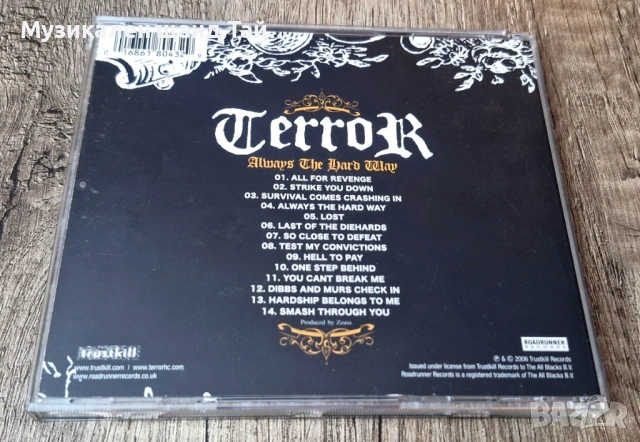 Музикален шоп Тай
16861 8043
Terror
Always The Hard Way
01. ALL FOR REVENGE
02. STRIKE YOU DOWN
03. SURVIVAL COMES CRASHING IN
04. ALWAYS THE HARD WAY
05. LOST
06. LAST OF THE DIEHARDS
07. SO CLOSE TO DEFEAT
08. TEST MY CONVICTIONS
09. HELL TO PAY
10. ONE STEP BEHIND
11. YOU CANT BREAK ME
12. DIBBS AND MURS CHECK IN
13. HARDSHIP BELONGS TO ME
14. SMASH THROUGH YOU
Produced by Zeuss
trustkill
www.trustkill.com | www.terrorhc.com
www.roadrunnerrecords.co.uk
ROADRUNNER
RECORDS
℗ & © 2006 Trustkill Records
Issued under license from Trustkill Records to The All Blacks B.V.
Roadrunner Records is a registered trademark of The All Blacks B.V.
BAZAR